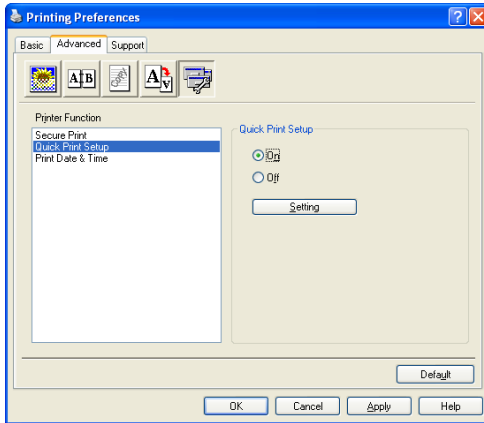 Printing Preferences
Basic Advanced Support
A B A V
Printer Function
Secure Print
Quick Print Setup
Print Date & Time
Quick Print Setup
On
Off
Setting
Default
OK Cancel Apply Help